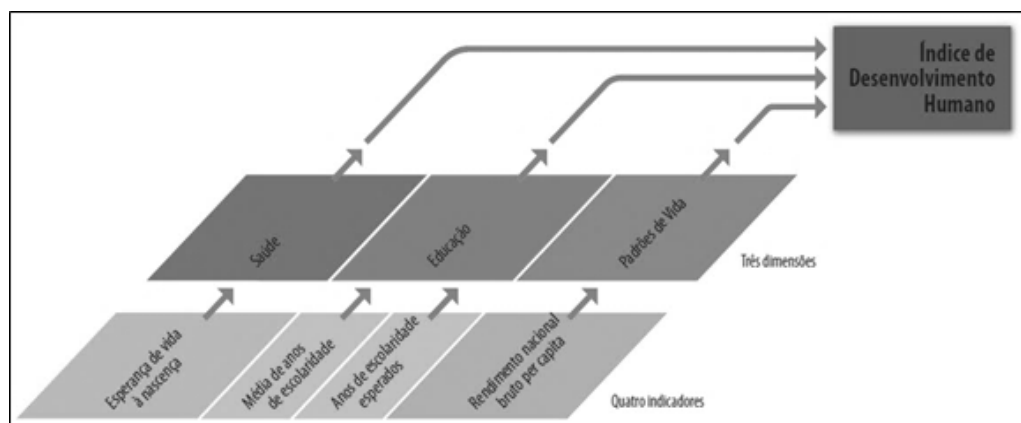 Índice de
Desenvolvimento
Humano
Saúde
Educação
Padrões de Vida
Três dimensões
Esperança de vida
à nascença
Média de anos
de escolaridade
Anos de escolaridade
esperados
Rendimento nacional
bruto per capita
Quatro indicadores